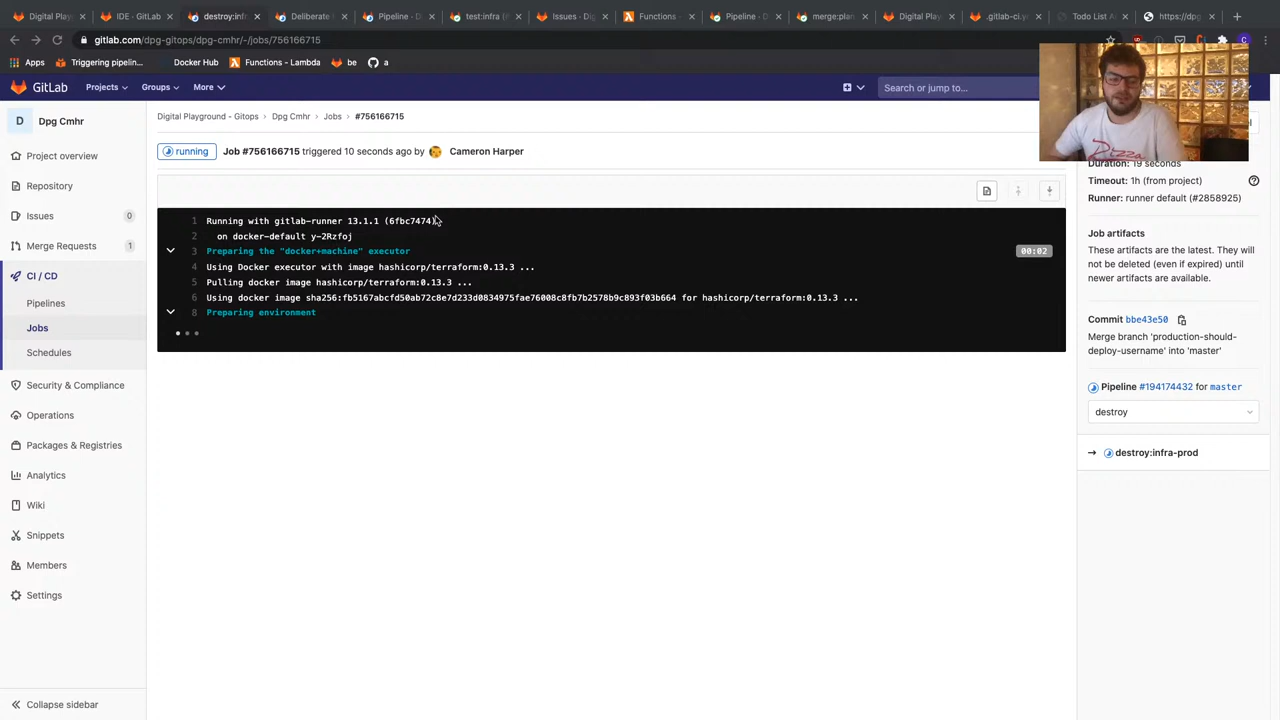 Digital Play
IDE · GitLab
destroy:inf
Deliberate
Pipeline · D
test:infra (#
Issues · Dig
Functions -
Pipeline · D
merge:plan
Digital Play
.gitlab-ci.y
Todo List A
https://dpg
gitlab.com/dpg-gitops/dpg-cmhr/-/jobs/756166715
Apps
Triggering pipelin...
Docker Hub
Functions - Lambda
be
a
GitLab
Projects
Groups
More
Search or jump to...
D
Dpg Cmhr
Project overview
Repository
Issues
0
Merge Requests
0
CI / CD
Pipelines
Jobs
Schedules
Security & Compliance
Operations
Packages & Registries
Analytics
Wiki
Snippets
Members
Settings
Collapse sidebar
Digital Playground - Gitops > Dpg Cmhr > Jobs > #756166715
running
Job #756166715 triggered 10 seconds ago by Cameron Harper
1 Running with gitlab-runner 13.1.1 (6fbc7474)
2 on docker-default y-2Rzfoj
3 Preparing the "docker+machine" executor
00:02
4 Using Docker executor with image hashicorp/terraform:0.13.3 ...
5 Pulling docker image hashicorp/terraform:0.13.3 ...
6 Using docker image sha256:fb5167abcfd50ab72c8e7d233d0834975fae76008c8fb7b2578b9c893f03b664 for hashicorp/terraform:0.13.3 ...
8 Preparing environment
Duration: 19 seconds
Timeout: 1h (from project)
Runner: runner default (#2858925)
Job artifacts
These artifacts are the latest. They will
not be deleted (even if expired) until
newer artifacts are available.
Commit bbe43e50
Merge branch 'production-should-
deploy-username' into 'master'
Pipeline #194174432 for master
destroy
→ destroy:infra-prod